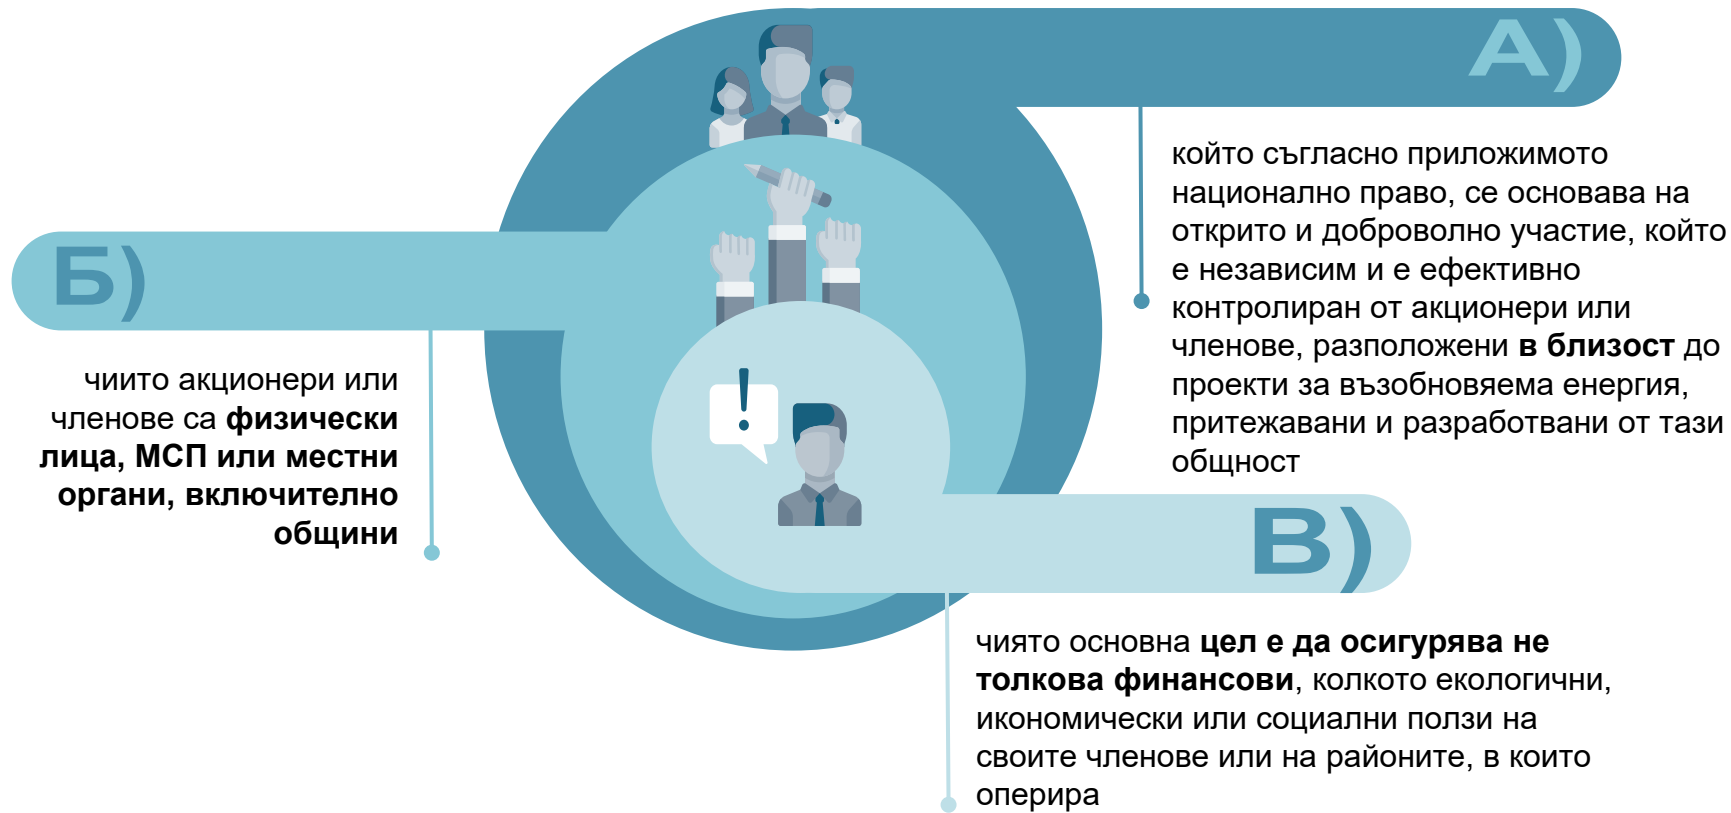 А)
който съгласно приложимото
национално право, се основава на
открито и доброволно участие, който
е независим и е ефективно
контролиран от акционери или
членове, разположени в близост до
проекти за възобновяема енергия,
притежавани и разработвани от тази
общност
Б)
чиито акционери или
членове са физически
лица, МСП или местни
органи, включително
общини
В)
чиято основна цел е да осигурява не
толкова финансови, колкото екологични,
икономически или социални ползи на
своите членове или на районите, в които
оперира